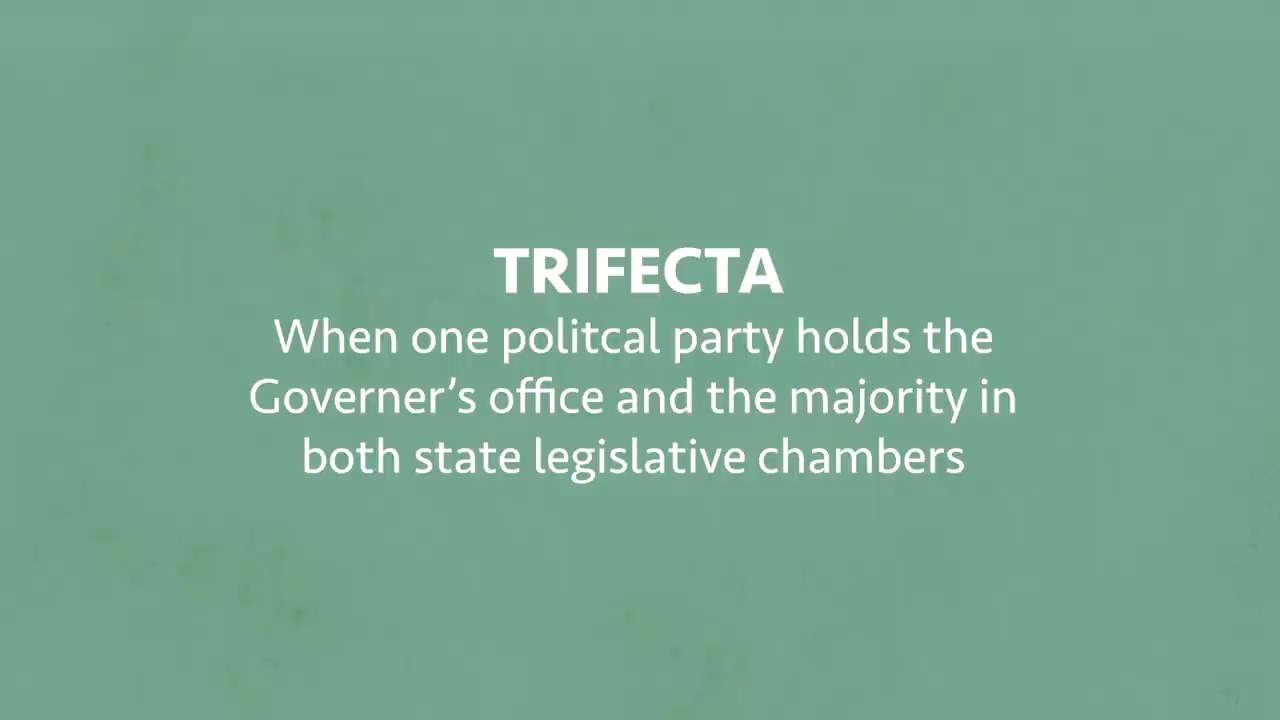 TRIFECTA
When one politcal party holds the
Governer’s office and the majority in
both state legislative chambers